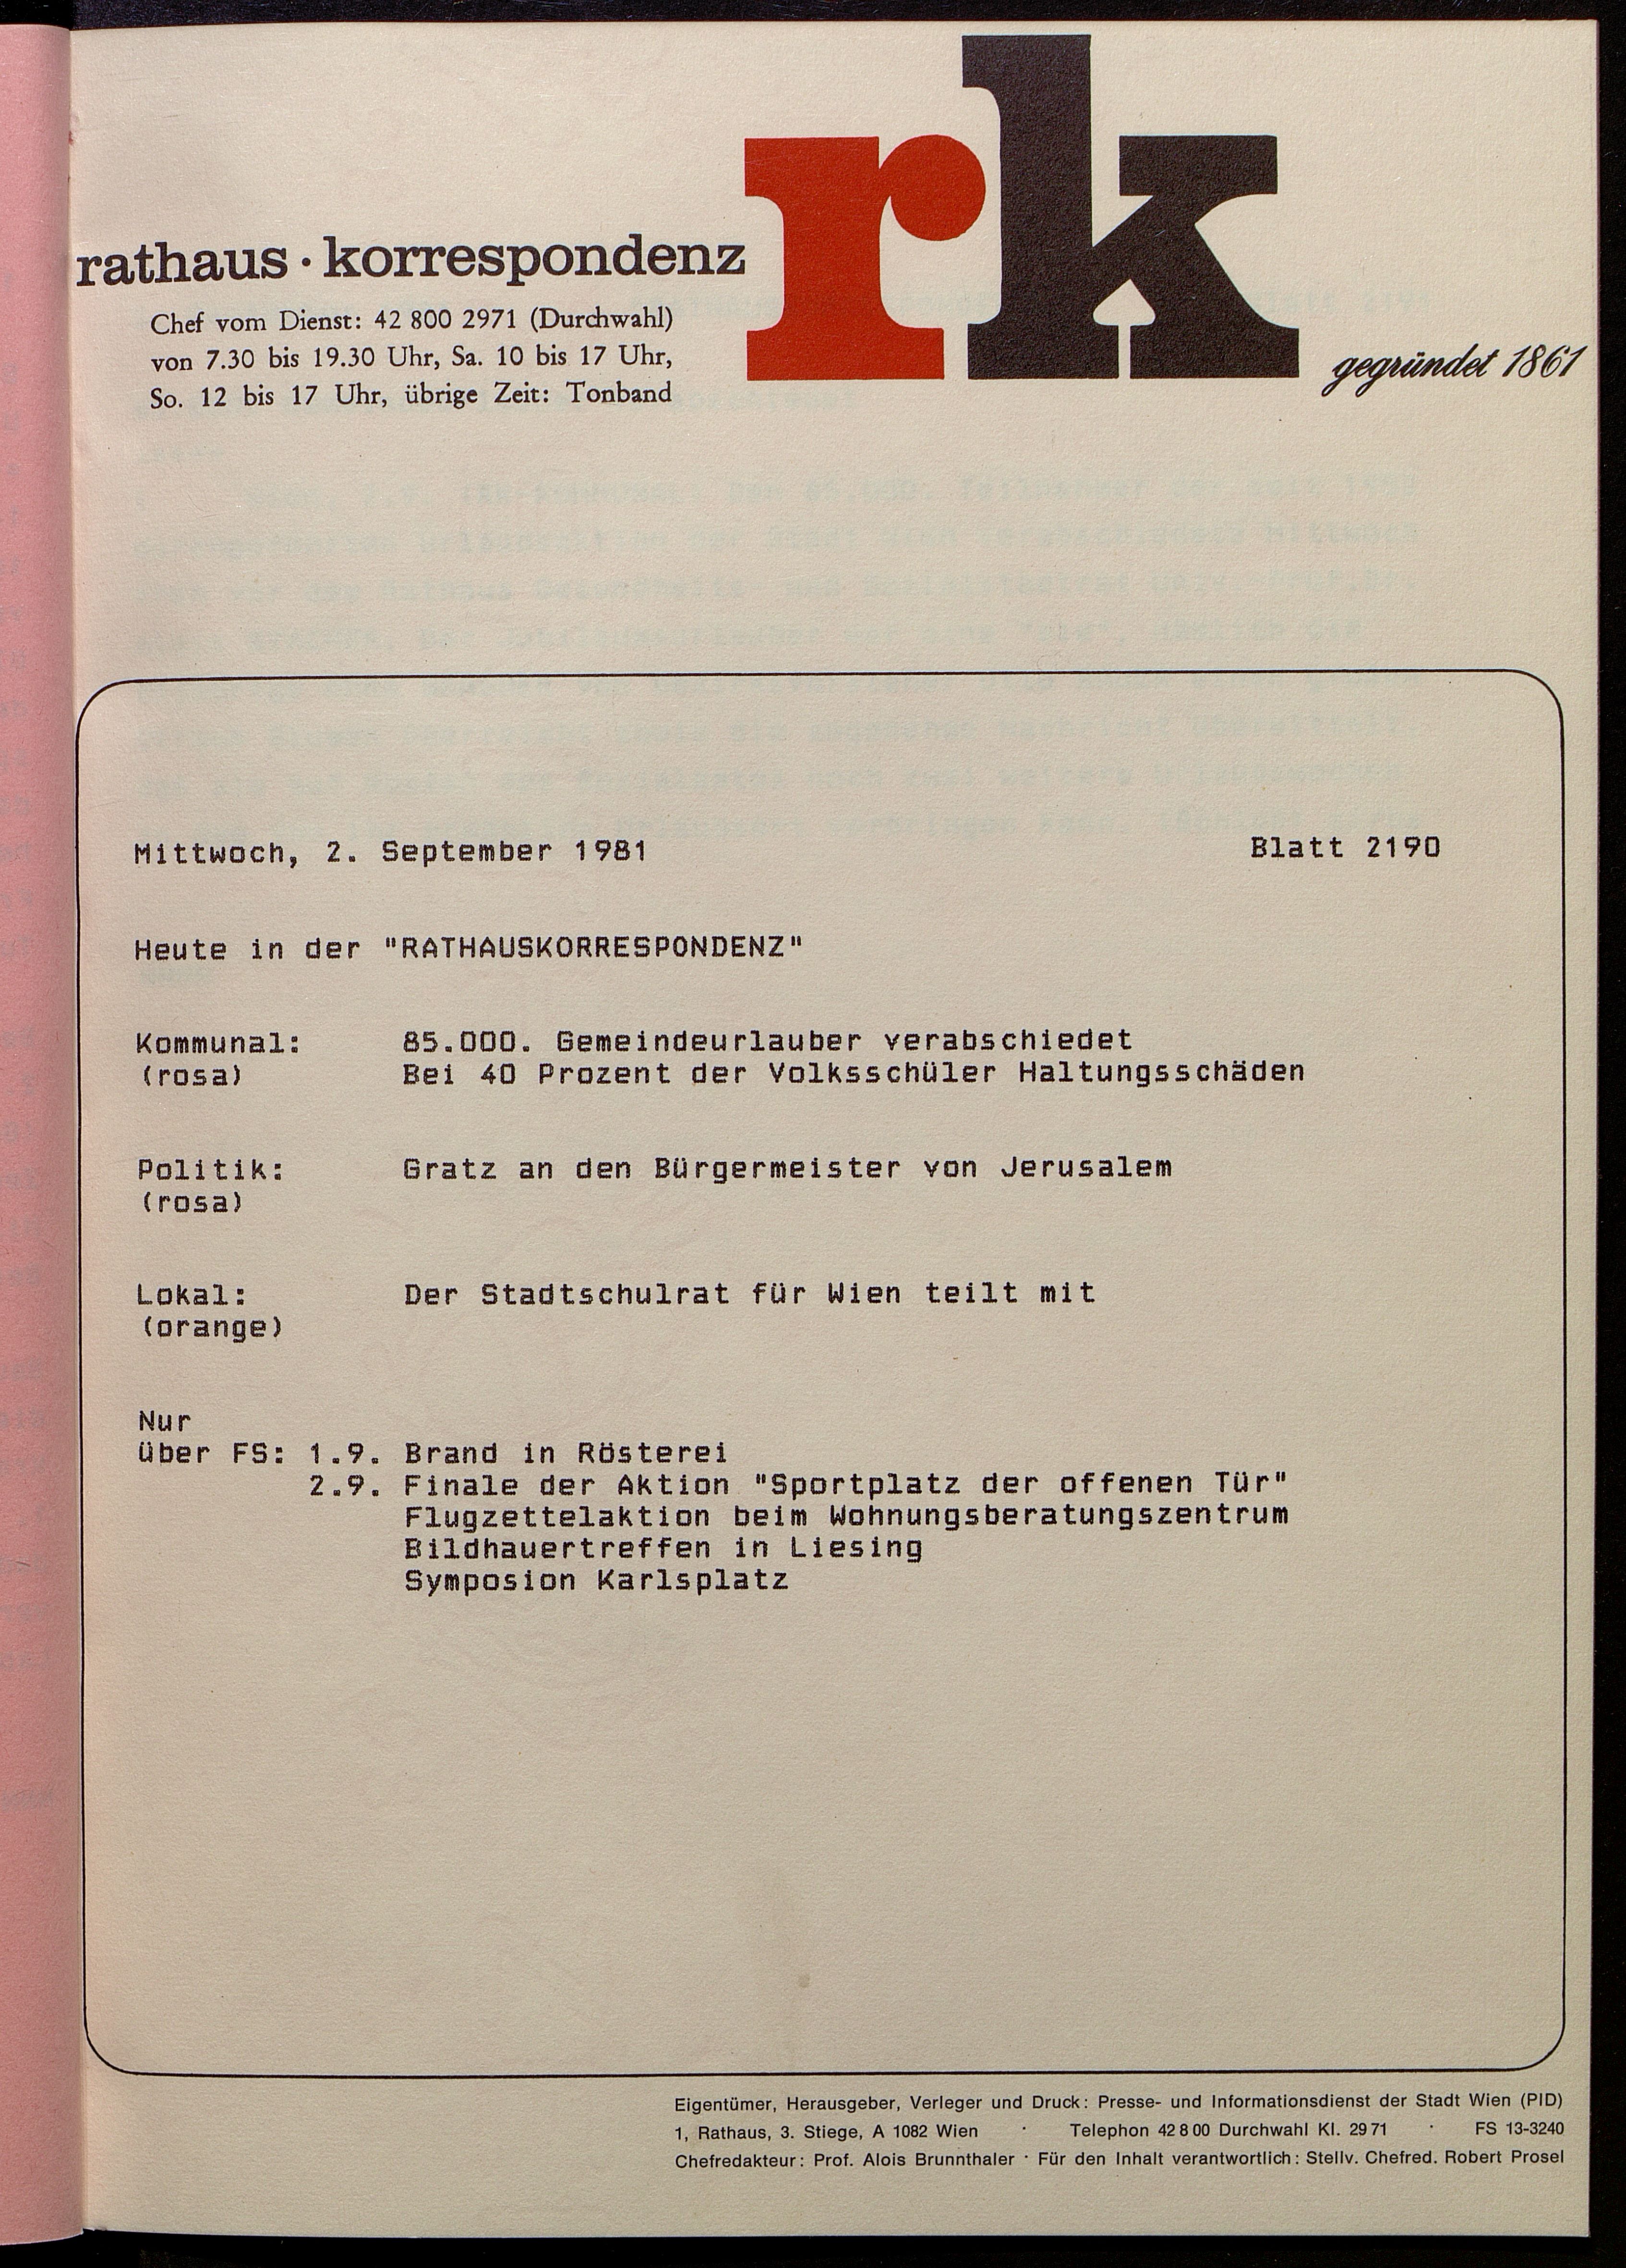 rk
rathaus · korrespondenz
Chef vom Dienst: 42 800 2971 (Durchwahl)
von 7.30 bis 19.30 Uhr, Sa. 10 bis 17 Uhr,
So. 12 bis 17 Uhr, übrige Zeit: Tonband
gegründet 1861
Mittwoch, 2. September 1981 Blatt 2190
Heute in der "RATHAUSKORRESPONDENZ"
Kommunal: 85.000. Gemeindeurlauber verabschiedet
(rosa) Bei 40 Prozent der Volksschüler Haltungsschäden
Politik: Gratz an den Bürgermeister von Jerusalem
(rosa)
Lokal: Der Stadtschulrat für Wien teilt mit
(orange)
Nur
über FS: 1.9. Brand in Rösterei
2.9. Finale der Aktion "Sportplatz der offenen Tür"
Flugzettelaktion beim Wohnungsberatungszentrum
Bildhauertreffen in Liesing
Symposion Karlsplatz
Eigentümer, Herausgeber, Verleger und Druck: Presse- und Informationsdienst der Stadt Wien (PID)
1, Rathaus, 3. Stiege, A 1082 Wien · Telephon 42 8 00 Durchwahl Kl. 29 71 · FS 13-3240
Chefredakteur: Prof. Alois Brunnthaler · Für den Inhalt verantwortlich: Stellv. Chefred. Robert Prosel